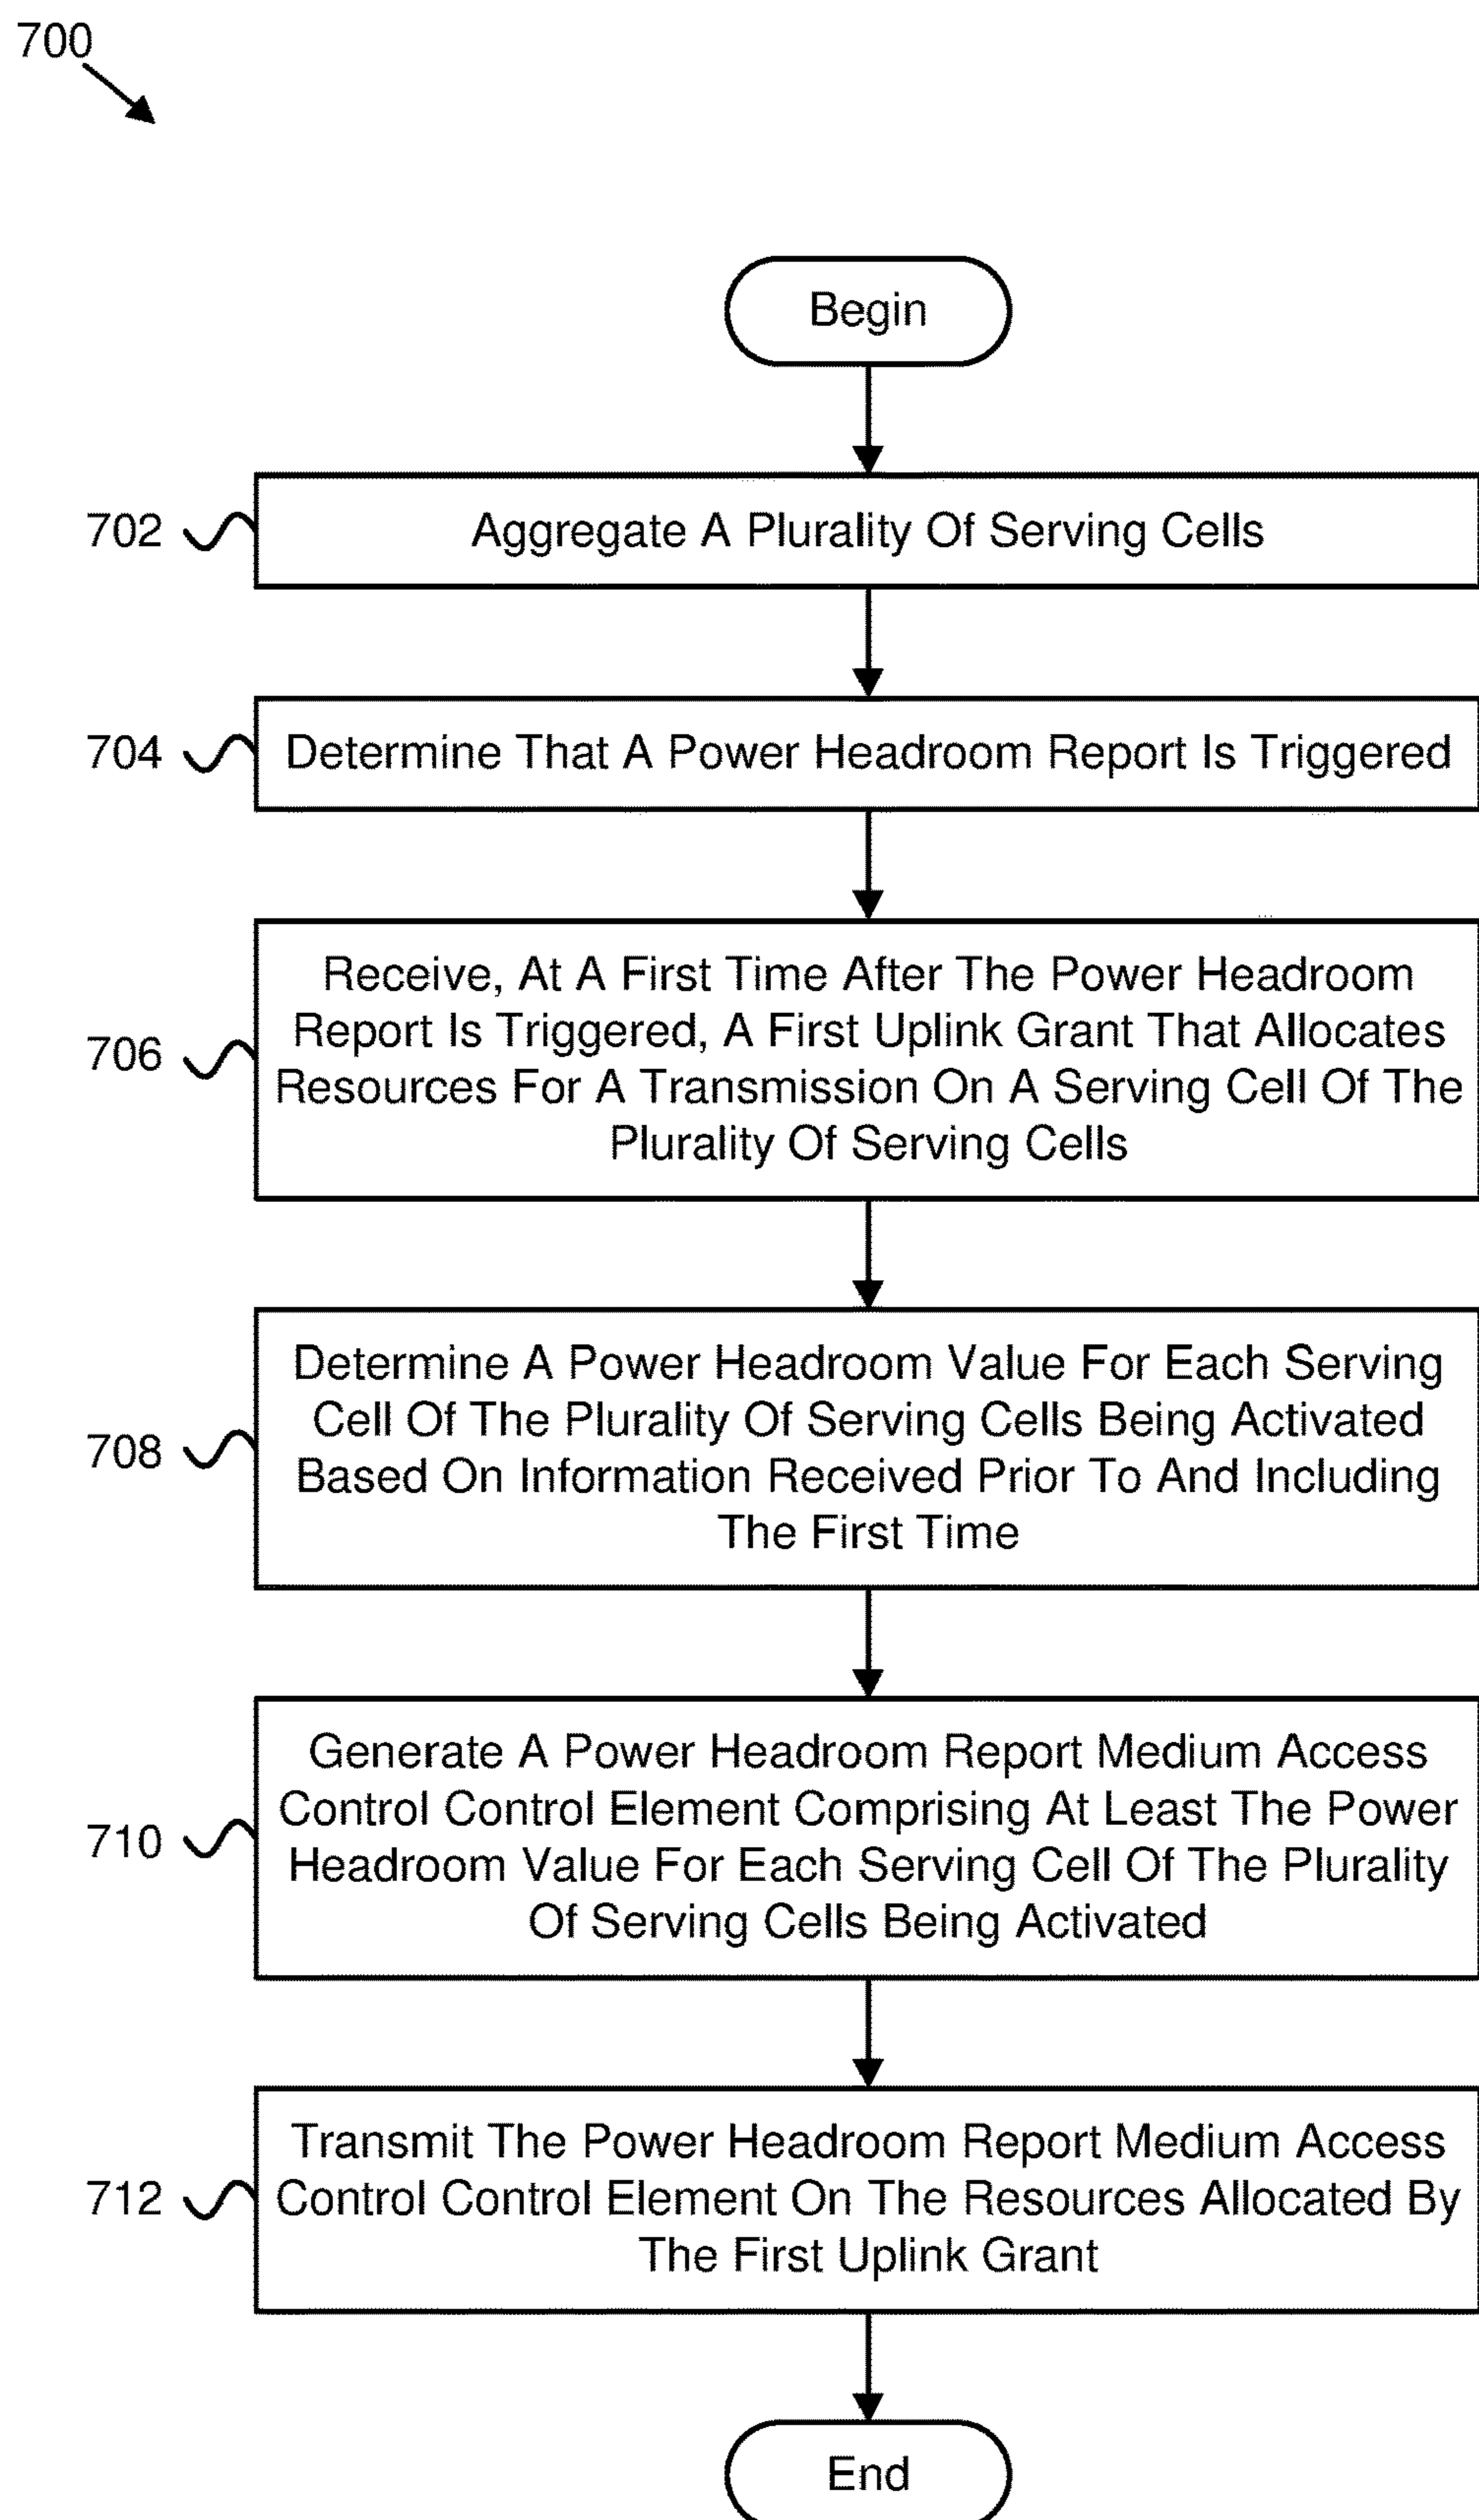 700
Begin
702
Aggregate A Plurality Of Serving Cells
704
Determine That A Power Headroom Report Is Triggered
706
Receive, At A First Time After The Power Headroom
Report Is Triggered, A First Uplink Grant That Allocates
Resources For A Transmission On A Serving Cell Of The
Plurality Of Serving Cells
708
Determine A Power Headroom Value For Each Serving
Cell Of The Plurality Of Serving Cells Being Activated
Based On Information Received Prior To And Including
The First Time
710
Generate A Power Headroom Report Medium Access
Control Control Element Comprising At Least The Power
Headroom Value For Each Serving Cell Of The Plurality
Of Serving Cells Being Activated
712
Transmit The Power Headroom Report Medium Access
Control Control Element On The Resources Allocated By
The First Uplink Grant
End